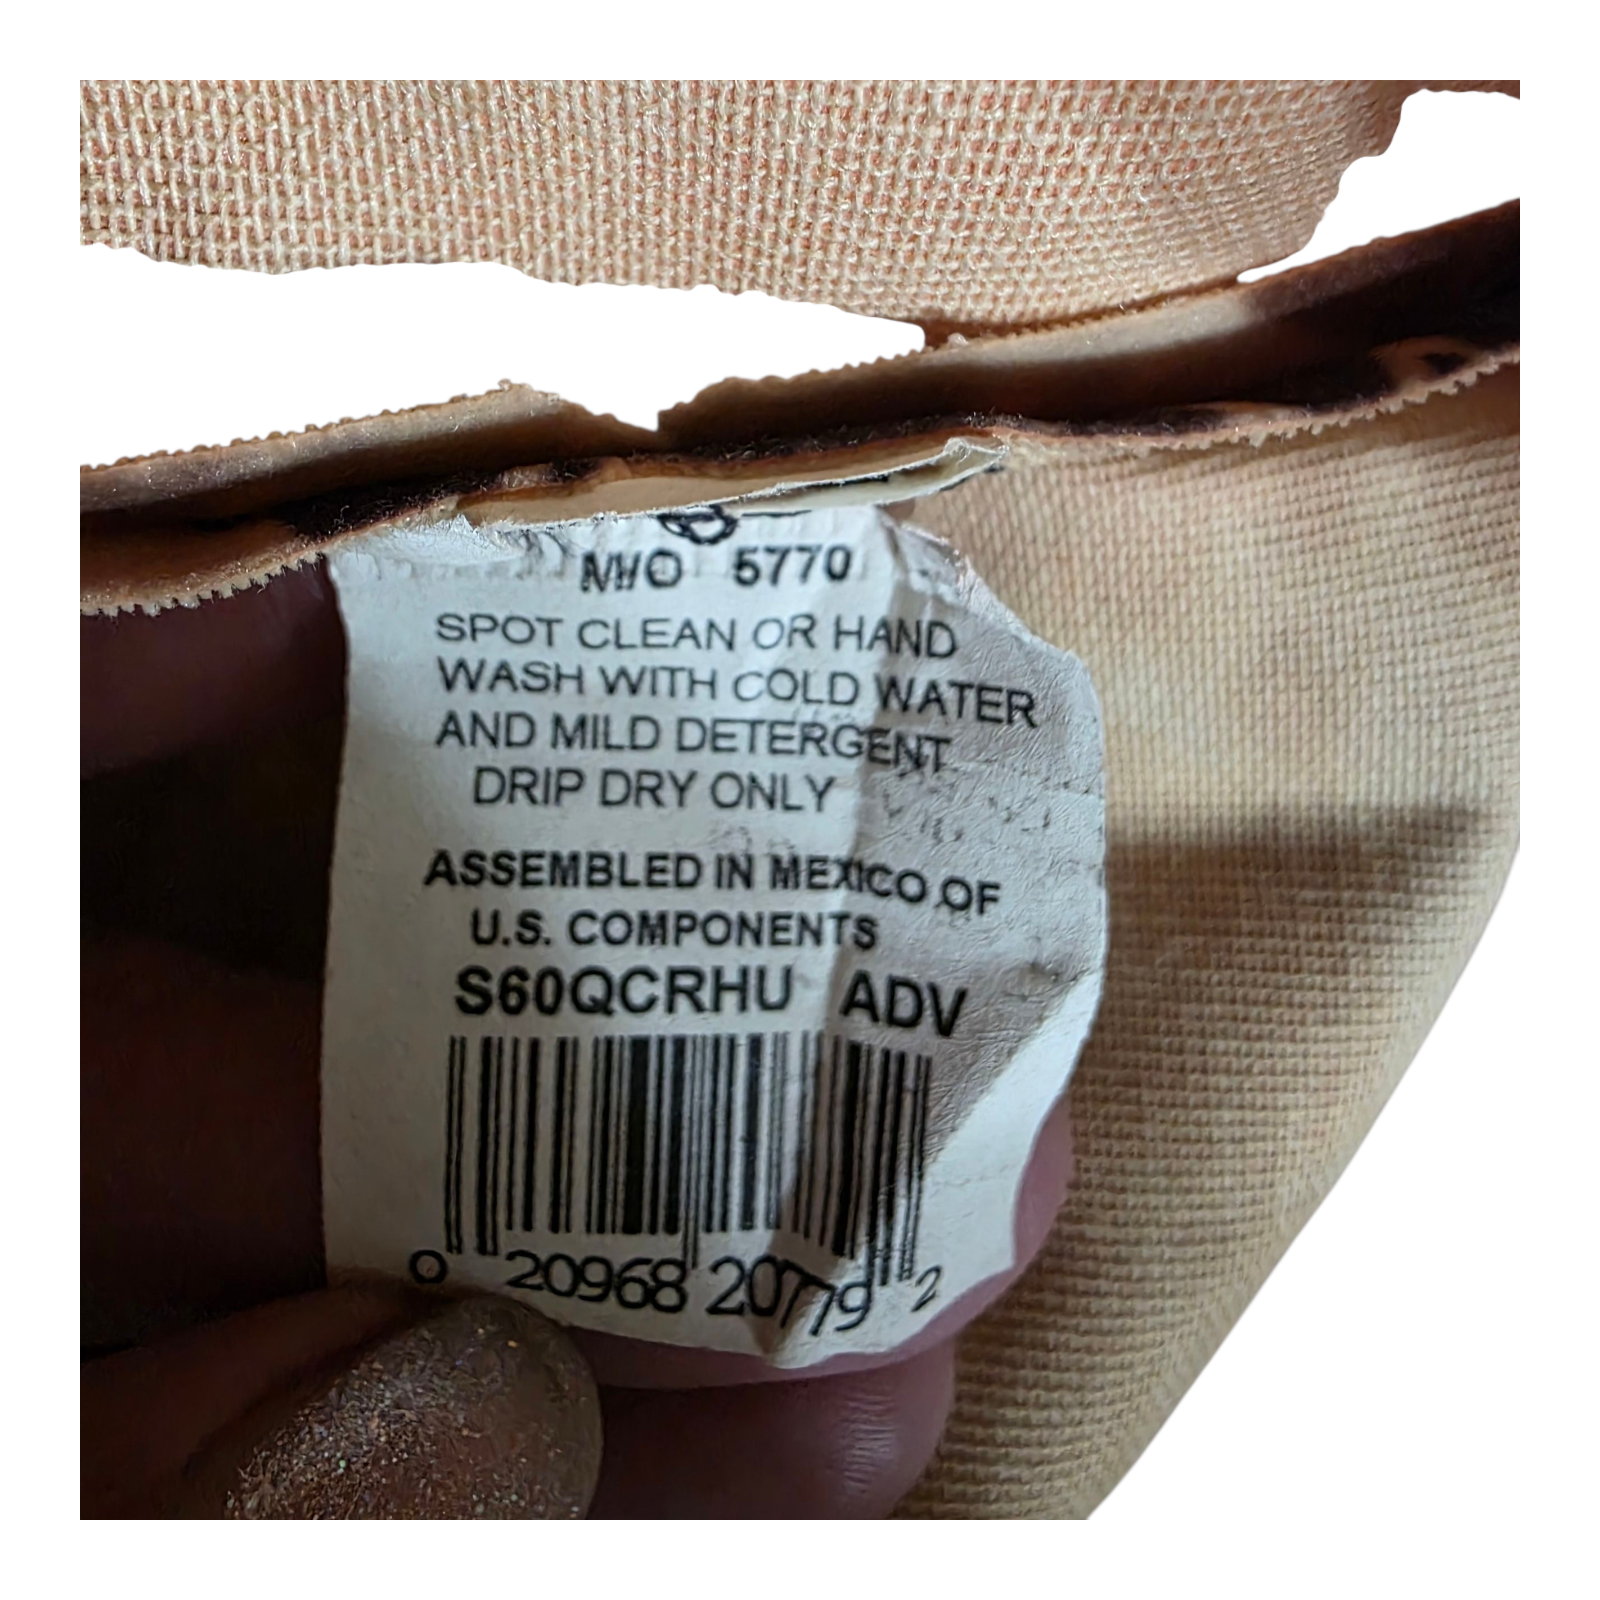 M/O 5770
SPOT CLEAN OR HAND
WASH WITH COLD WATER
AND MILD DETERGENT
DRIP DRY ONLY
ASSEMBLED IN MEXICO OF
U.S. COMPONENTS
S60QCRHU ADV
0 20968 20779 2